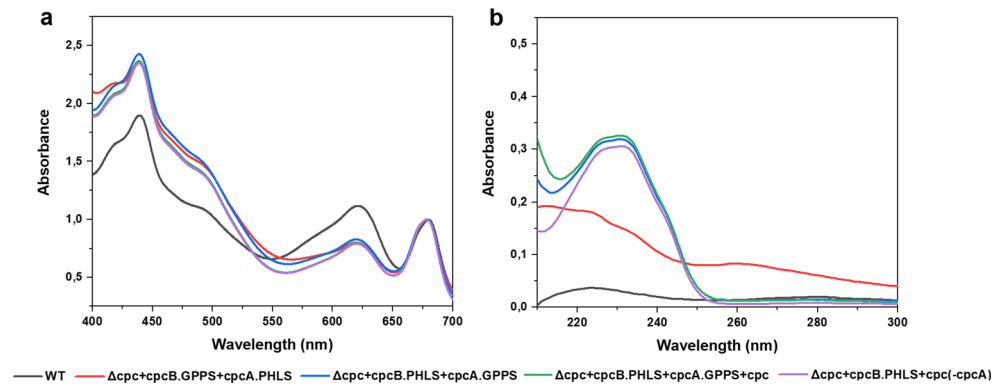 a
Absorbance
2,5
2,0
1,5
1,0
0,5
400 450 500 550 600 650 700
Wavelength (nm)
b
Absorbance
0,5
0,4
0,3
0,2
0,1
0,0
220 240 260 280 300
Wavelength (nm)
WT Δcpc+cpcB.GPPS+cpcA.PHLS Δcpc+cpcB.PHLS+cpcA.GPPS Δcpc+cpcB.PHLS+cpcA.GPPS+cpc Δcpc+cpcB.PHLS+cpc(-cpcA)